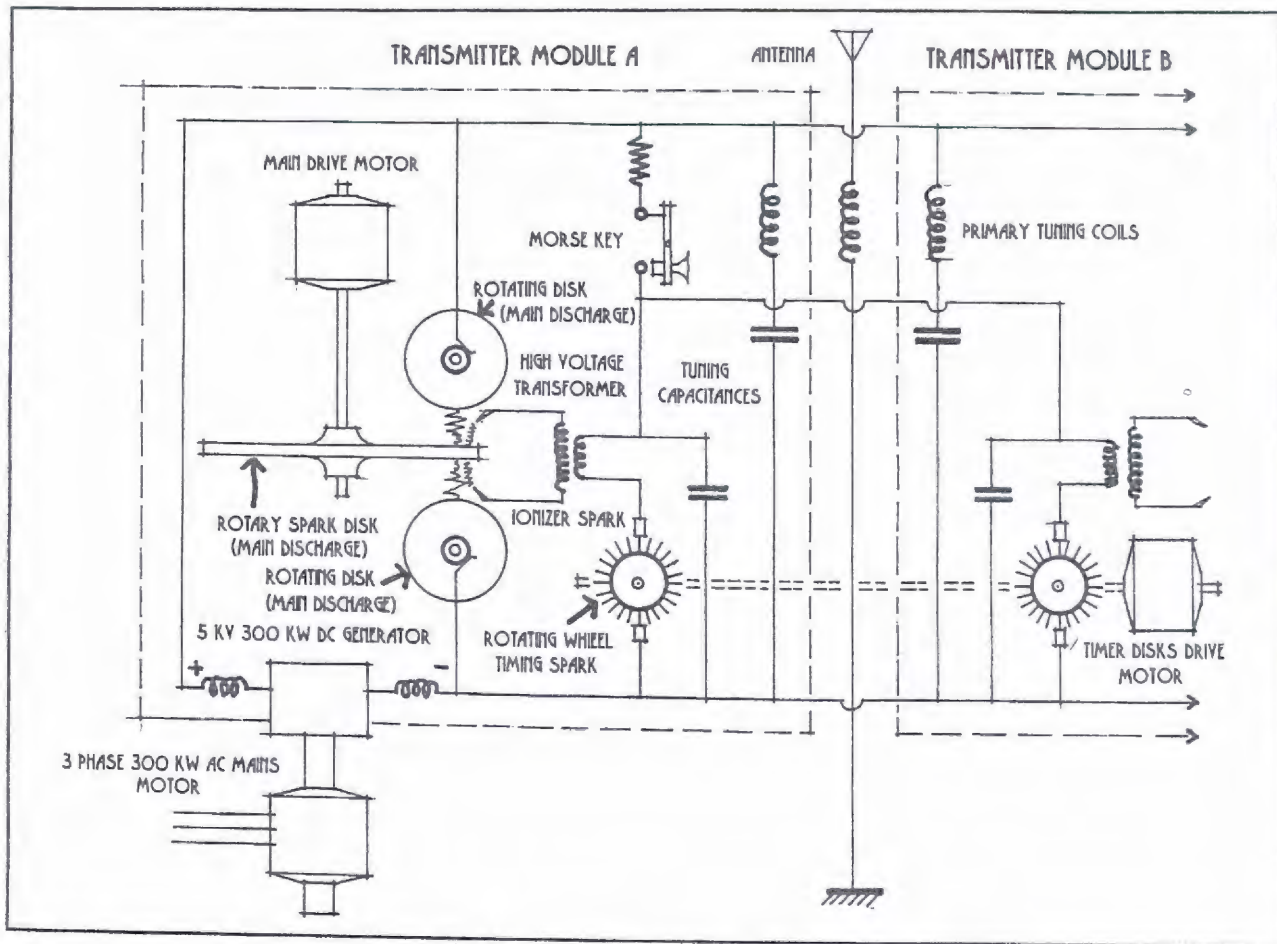 TRANSMITTER MODULE A
ANTENNA
TRANSMITTER MODULE B
MAIN DRIVE MOTOR
MORSE KEY
PRIMARY TUNING COILS
ROTATING DISK
(MAIN DISCHARGE)
HIGH VOLTAGE
TRANSFORMER
TUNING
CAPACITANCES
ROTARY SPARK DISK
(MAIN DISCHARGE)
IONIZER SPARK
ROTATING DISK
(MAIN DISCHARGE)
5 KV 300 KW DC GENERATOR
+
-
ROTATING WHEEL
TIMING SPARK
TIMER DISKS DRIVE
MOTOR
3 PHASE 300 KW AC MAINS
MOTOR